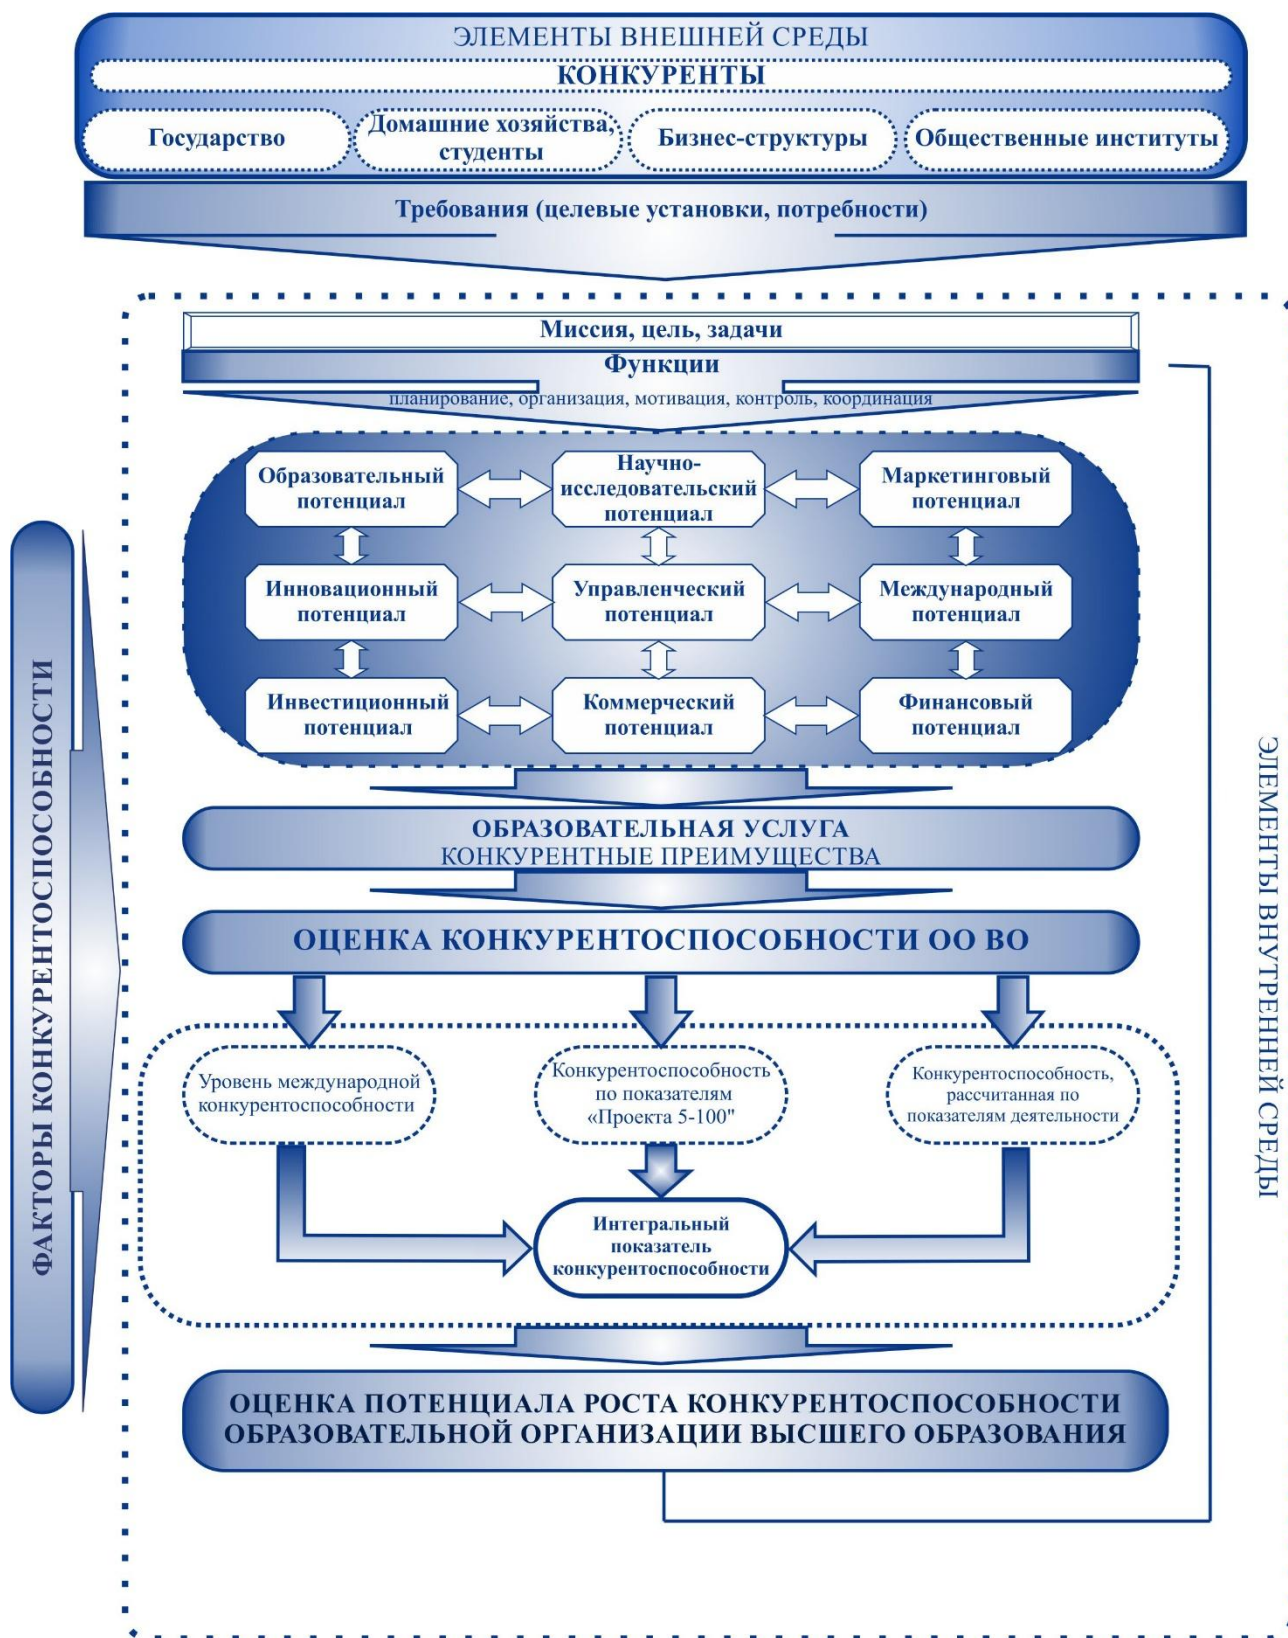 ЭЛЕМЕНТЫ ВНЕШНЕЙ СРЕДЫ
КОНКУРЕНТЫ
Государство
Домашние хозяйства,
студенты
Бизнес-структуры
Общественные институты
Требования (целевые установки, потребности)
Миссия, цель, задачи
Функции
планирование, организация, мотивация, контроль, координация
Образовательный
потенциал
Научно-
исследовательский
потенциал
Маркетинговый
потенциал
Инновационный
потенциал
Управленческий
потенциал
Международный
потенциал
Инвестиционный
потенциал
Коммерческий
потенциал
Финансовый
потенциал
ФАКТОРЫ КОНКУРЕНТОСПОСОБНОСТИ
ЭЛЕМЕНТЫ ВНУТРЕННЕЙ СРЕДЫ
ОБРАЗОВАТЕЛЬНАЯ УСЛУГА
КОНКУРЕНТНЫЕ ПРЕИМУЩЕСТВА
ОЦЕНКА КОНКУРЕНТОСПОСОБНОСТИ ОО ВО
Уровень международной
конкурентоспособности
Конкурентоспособность
по показателям
«Проекта 5-100"
Конкурентоспособность,
рассчитанная по
показателям деятельности
Интегральный
показатель
конкурентоспособности
ОЦЕНКА ПОТЕНЦИАЛА РОСТА КОНКУРЕНТОСПОСОБНОСТИ
ОБРАЗОВАТЕЛЬНОЙ ОРГАНИЗАЦИИ ВЫСШЕГО ОБРАЗОВАНИЯ